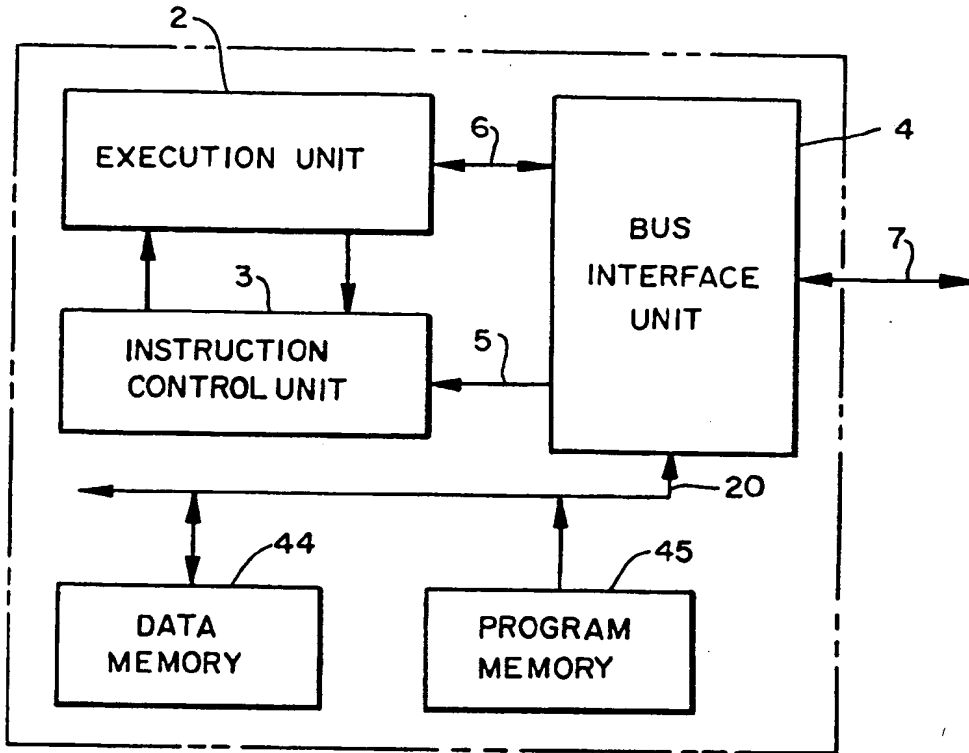 2
EXECUTION UNIT
6
4
BUS
INTERFACE
UNIT
7
3
INSTRUCTION
CONTROL UNIT
5
20
44
DATA
MEMORY
45
PROGRAM
MEMORY